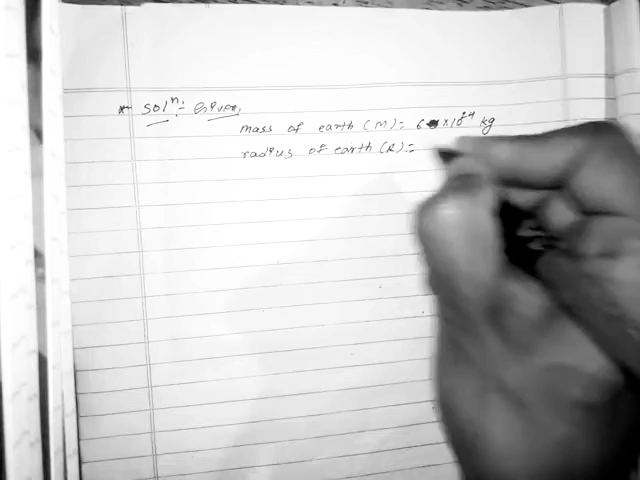 * Solⁿ:- Given,
mass of earth (M) = 6 × 10²⁴ kg
radius of earth (R) =